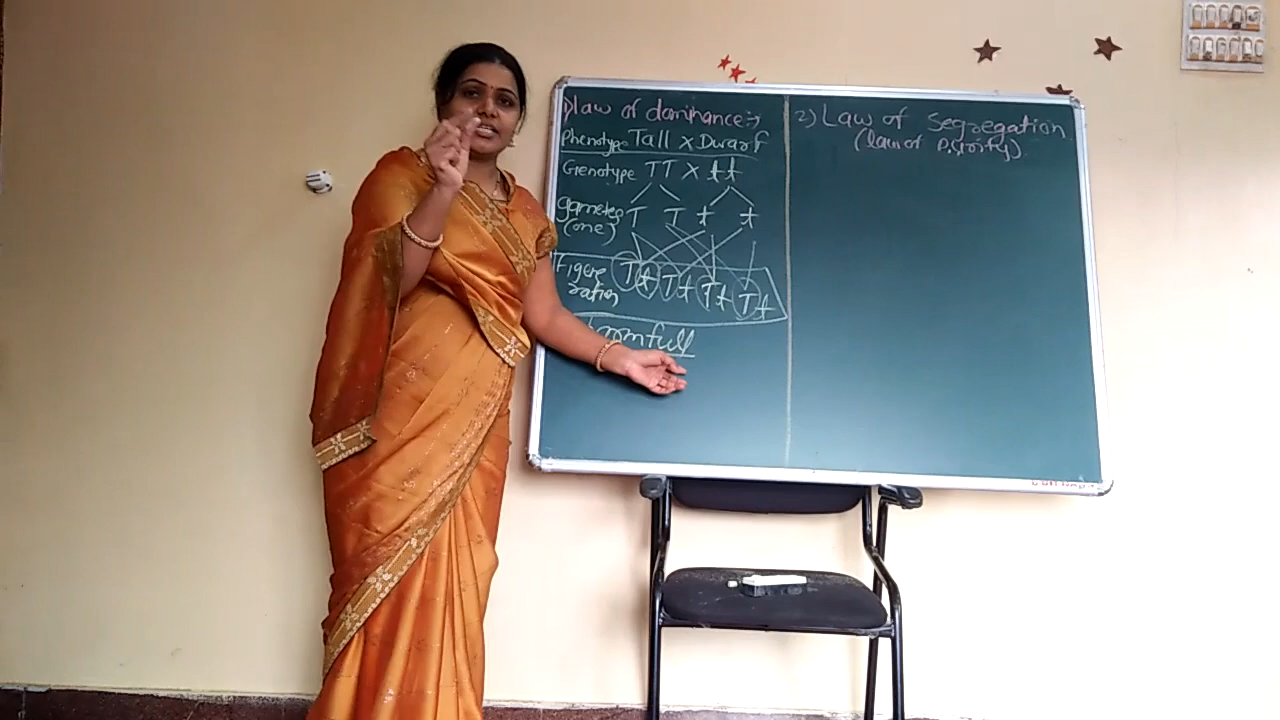 1) law of dominance:→
Phenotype Tall x Dwarf
Genotype TT x tt
gametes T T t t
(one)
Tt Tt Tt Tt
2) Law of Segregation
(law of Purity)